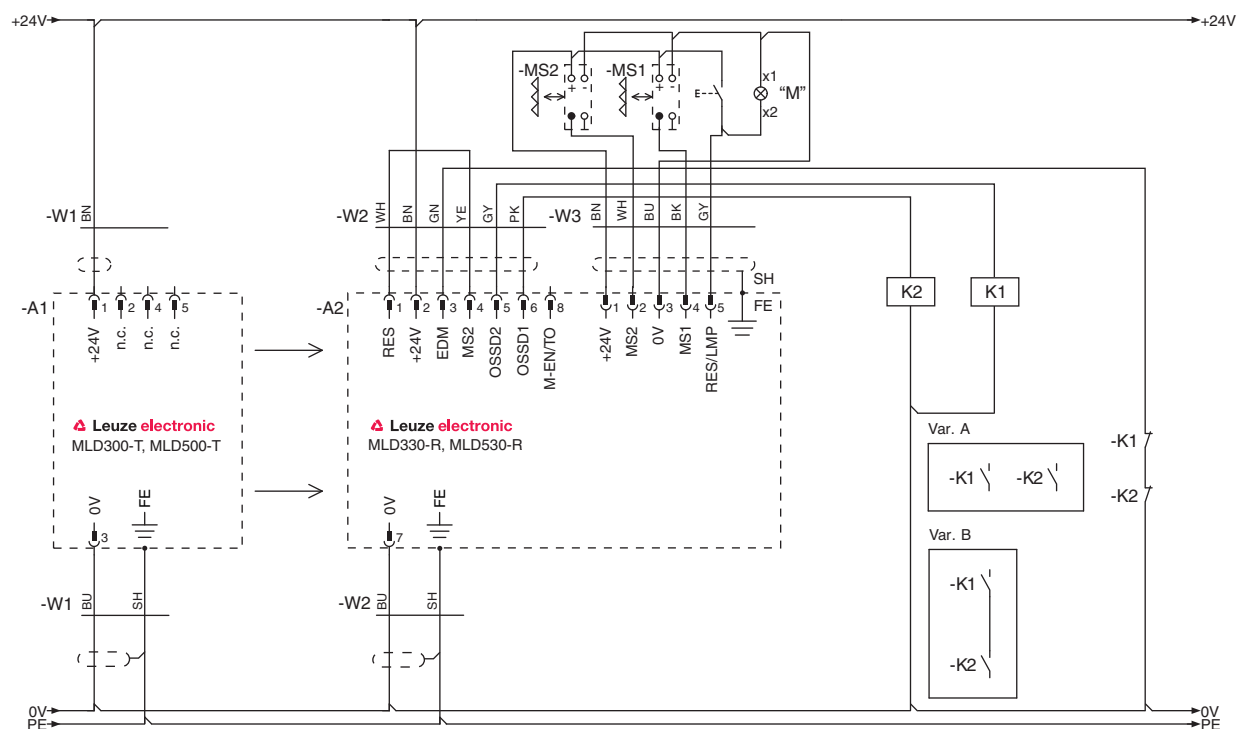 +24V
+24V
-MS2
+ -
-MS1
+ -
x1
"M"
x2
-W1
BN
-W2
WH
BN
GN
YE
GY
PK
-W3
BN
WH
BU
BK
GY
SH
K2
K1
-A1
1
2
4
5
+24V
n.c.
n.c.
n.c.
-A2
1
2
3
4
5
6
8
RES
+24V
EDM
MS2
OSSD2
OSSD1
M-EN/TO
1
2
3
4
5
FE
+24V
MS2
0V
MS1
RES/LMP
Leuze electronic
MLD300-T, MLD500-T
Leuze electronic
MLD330-R, MLD530-R
Var. A
-K1
-K2
-K1
-K2
0V
FE
3
0V
FE
7
Var. B
-K1
-K2
-W1
BU
SH
-W2
BU
SH
0V
0V
PE
PE